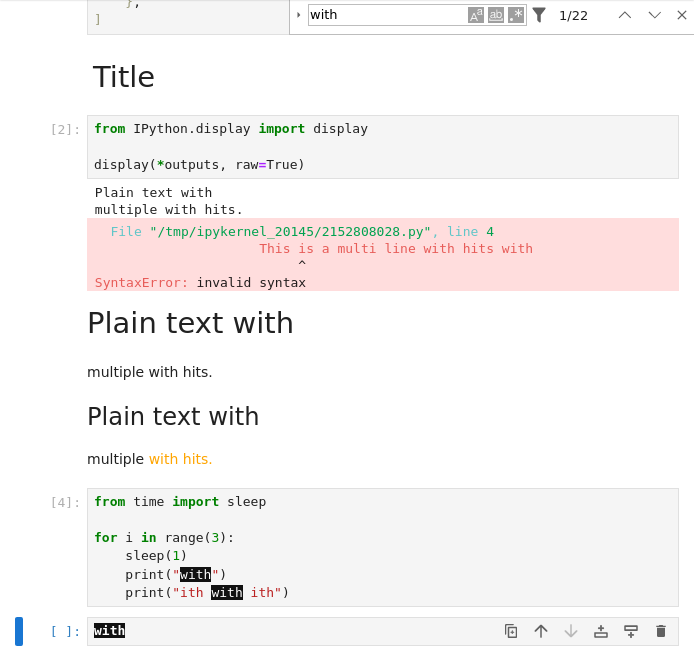 },
]
with
1/22
Title
[2]:
from IPython.display import display
display(*outputs, raw=True)
Plain text with
multiple with hits.
File "/tmp/ipykernel_20145/2152808028.py", line 4
This is a multi line with hits with
^
SyntaxError: invalid syntax
Plain text with
multiple with hits.
Plain text with
multiple with hits.
[4]:
from time import sleep
for i in range(3):
sleep(1)
print("with")
print("ith with ith")
[ ]:
with